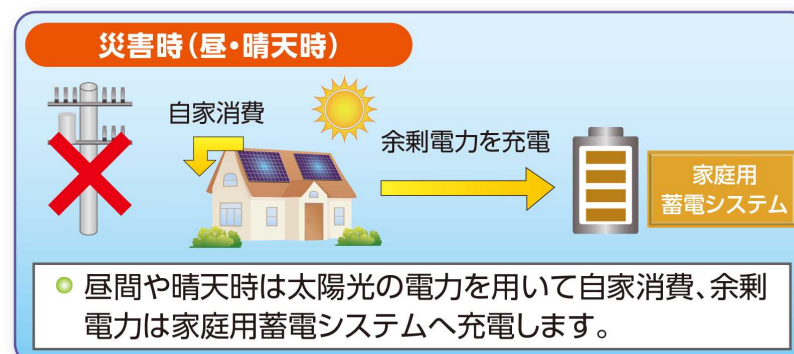 災害時(昼・晴天時)
自家消費
余剰電力を充電
家庭用
蓄電システム
昼間や晴天時は太陽光の電力を用いて自家消費、余剰
電力は家庭用蓄電システムへ充電します。